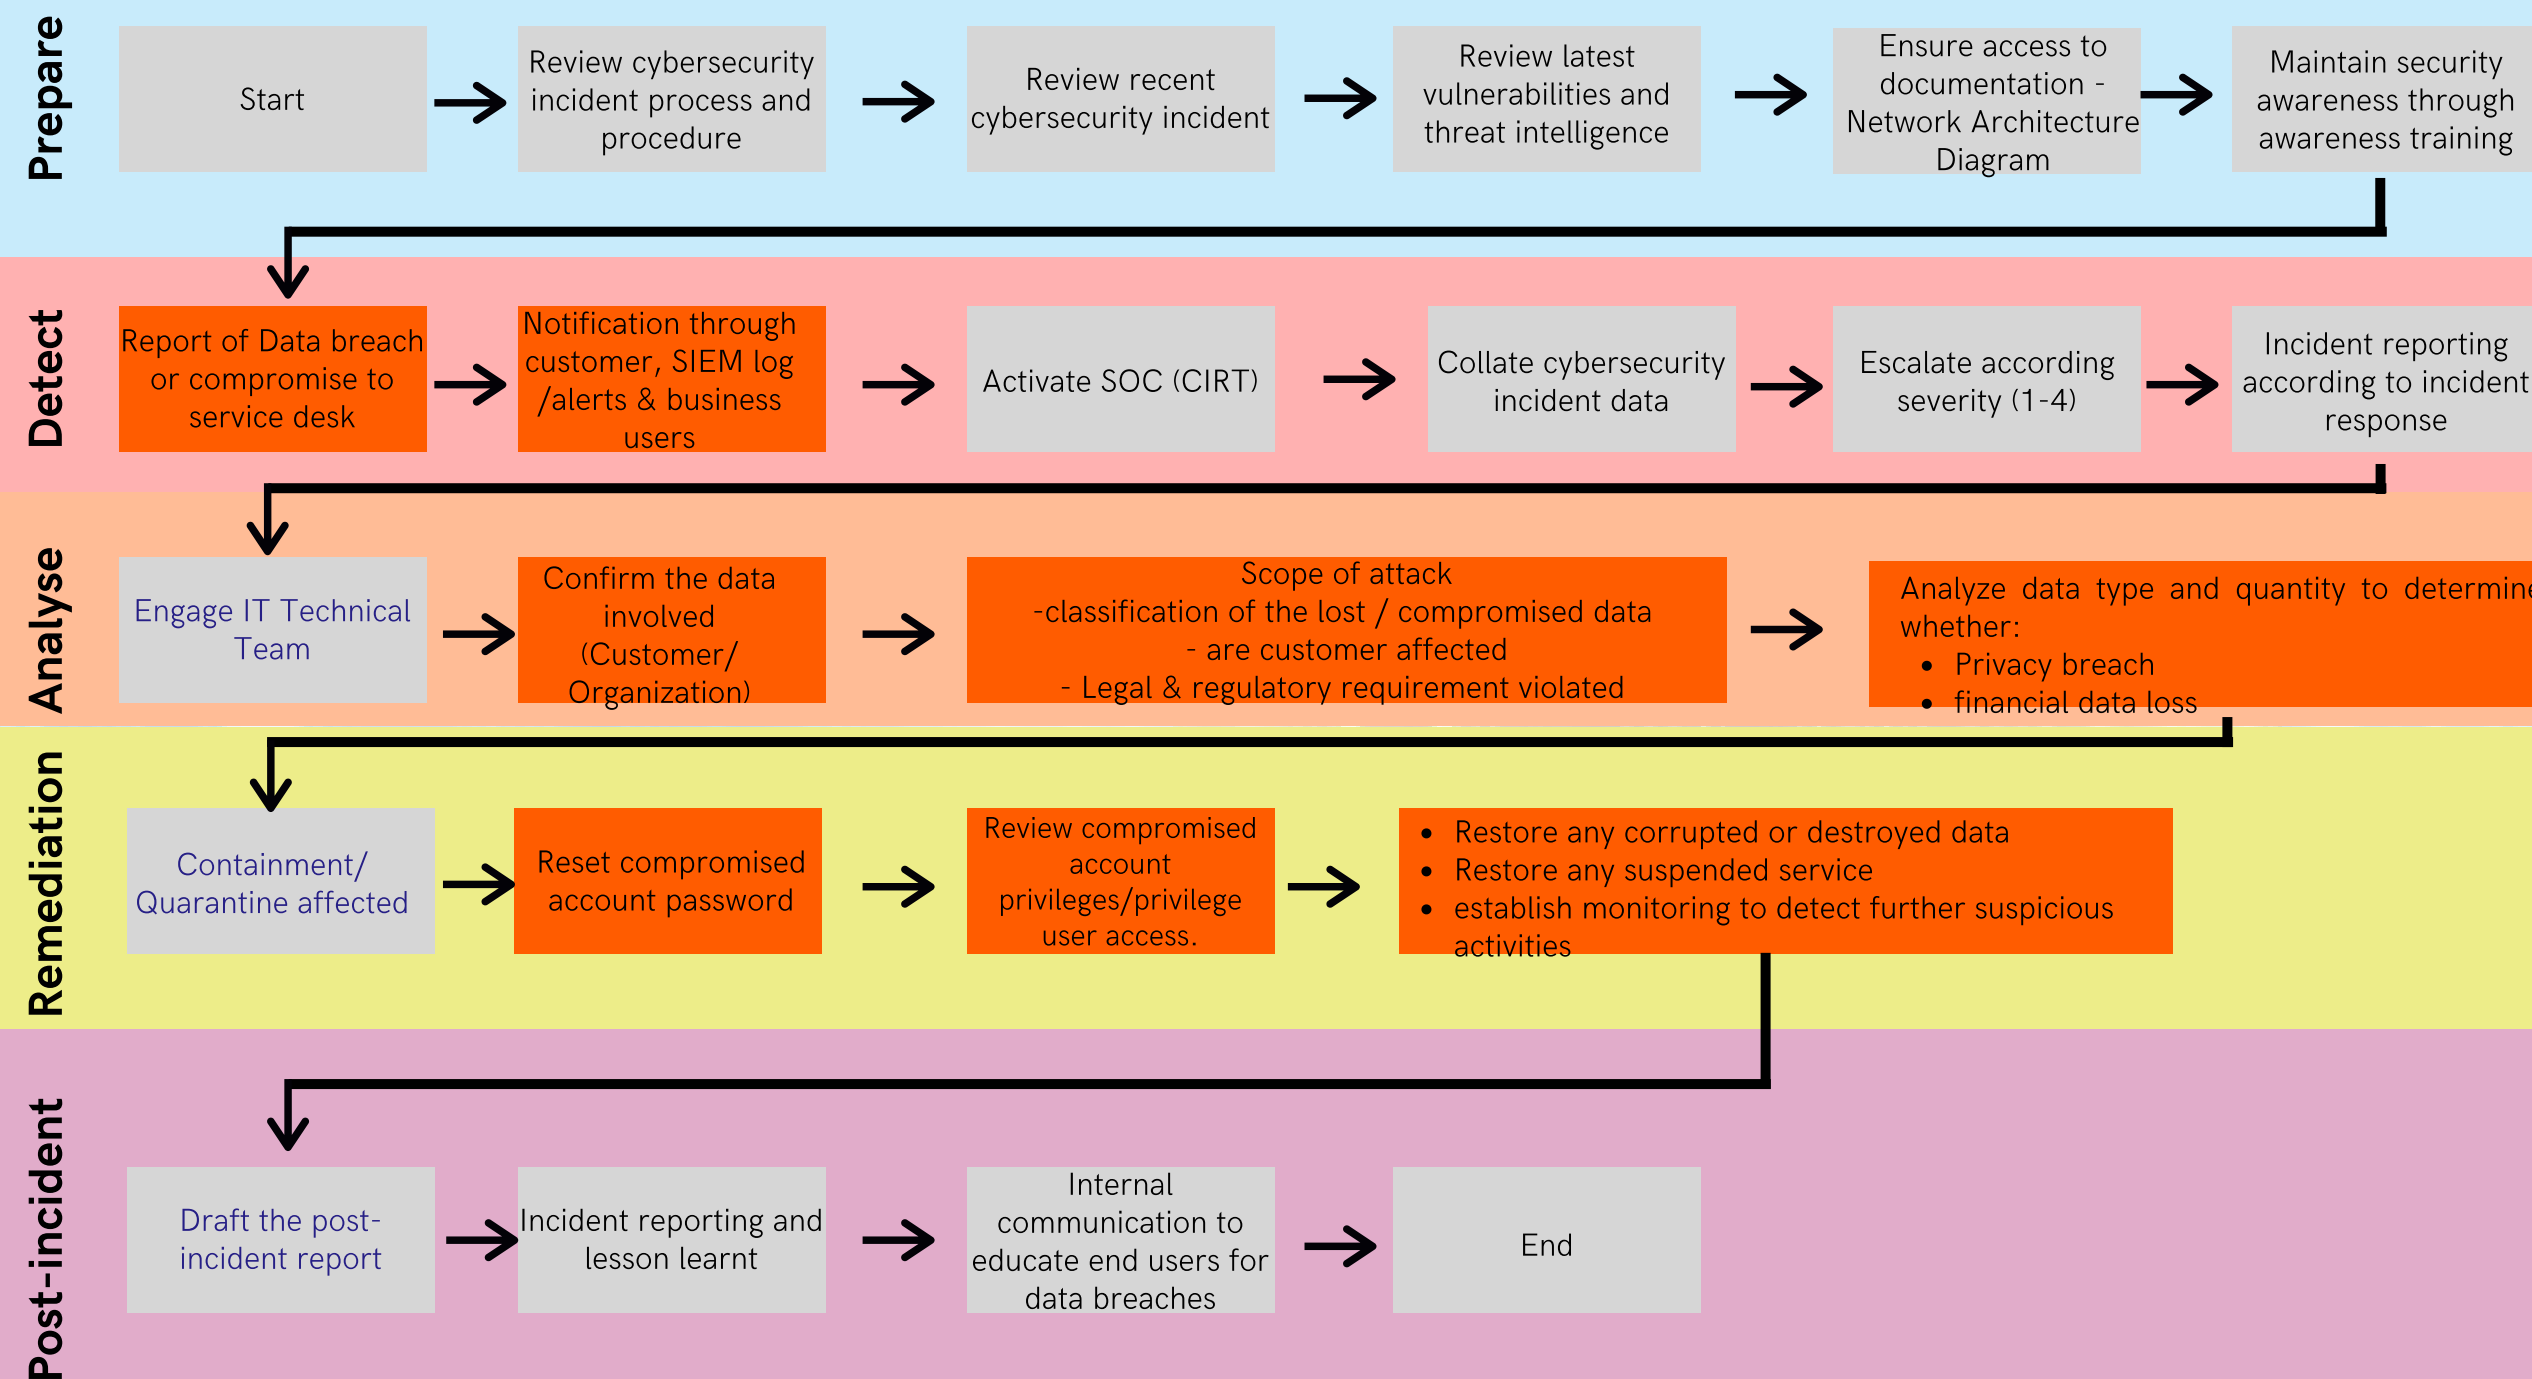 Prepare
Start
Review cybersecurity
incident process and
procedure
Review recent
cybersecurity incident
Review latest
vulnerabilities and
threat intelligence
Ensure access to
documentation -
Network Architecture
Diagram
Maintain security
awareness through
awareness training
Detect
Report of Data breach
or compromise to
service desk
Notification through
customer, SIEM log
/alerts & business
users
Activate SOC (CIRT)
Collate cybersecurity
incident data
Escalate according
severity (1-4)
Incident reporting
according to incident
response
Analyse
Engage IT Technical
Team
Confirm the data
involved
(Customer/
Organization)
Scope of attack
-classification of the lost / compromised data
- are customer affected
- Legal & regulatory requirement violated
Analyze data type and quantity to determine
whether:
• Privacy breach
• financial data loss
Remediation
Containment/
Quarantine affected
Reset compromised
account password
Review compromised
account
privileges/privilege
user access.
• Restore any corrupted or destroyed data
• Restore any suspended service
• establish monitoring to detect further suspicious
activities
Post-incident
Draft the post-
incident report
Incident reporting and
lesson learnt
Internal
communication to
educate end users for
data breaches
End